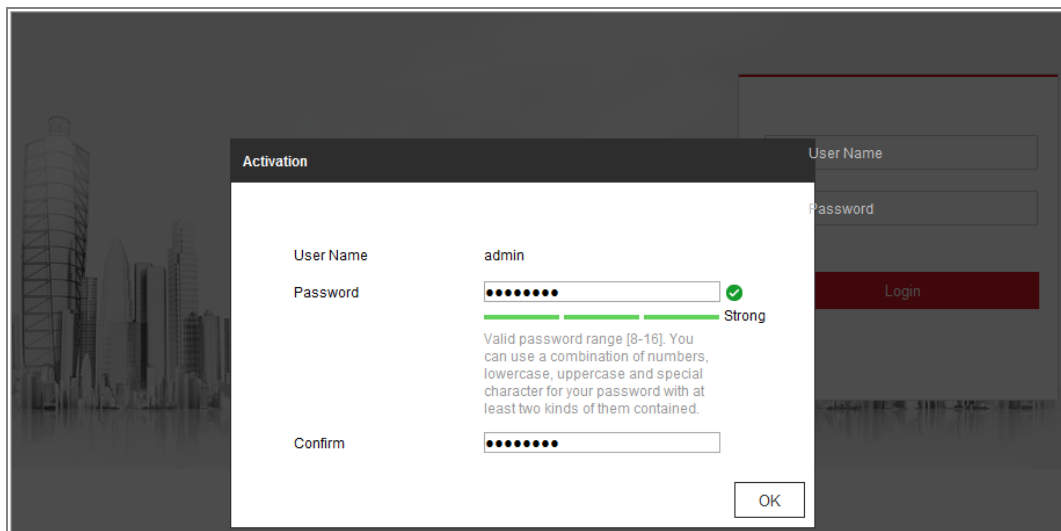 Activation
User Name
Password
Login
User Name admin
Password ●●●●●●●●
Strong
Valid password range [8-16]. You
can use a combination of numbers,
lowercase, uppercase and special
character for your password with at
least two kinds of them contained.
Confirm ●●●●●●●●
OK